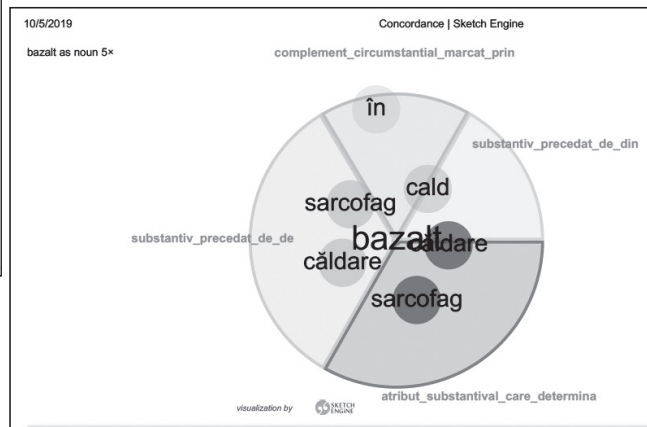 10/5/2019
Concordance | Sketch Engine
bazalt as noun 5×
complement_circumstantial_marcat_prin
în
substantiv_precedat_de_din
cald
sarcofag
substantiv_precedat_de_de
bazalt
căldare
căldare
sarcofag
atribut_substantival_care_determina
visualization by
SKETCH
ENGINE